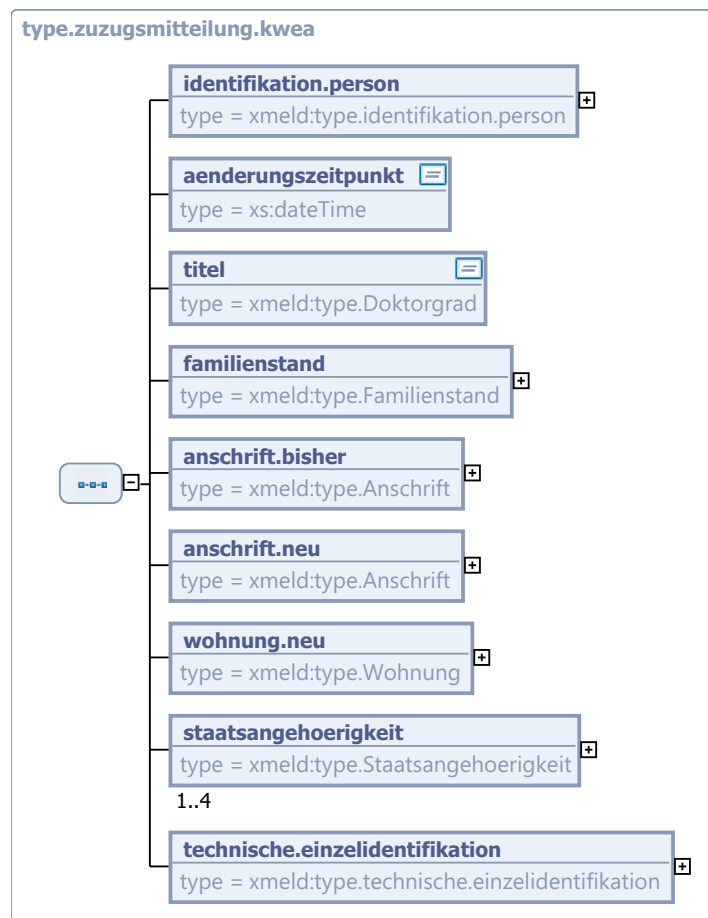 type.zuzugsmitteilung.kwea
identifikation.person
type = xmeld:type.identifikation.person
aenderungszeitpunkt
type = xs:dateTime
titel
type = xmeld:type.Doktorgrad
familienstand
type = xmeld:type.Familienstand
anschrift.bisher
type = xmeld:type.Anschrift
anschrift.neu
type = xmeld:type.Anschrift
wohnung.neu
type = xmeld:type.Wohnung
staatsangehoerigkeit
type = xmeld:type.Staatsangehoerigkeit
1..4
technische.einzelidentifikation
type = xmeld:type.technische.einzelidentifikation